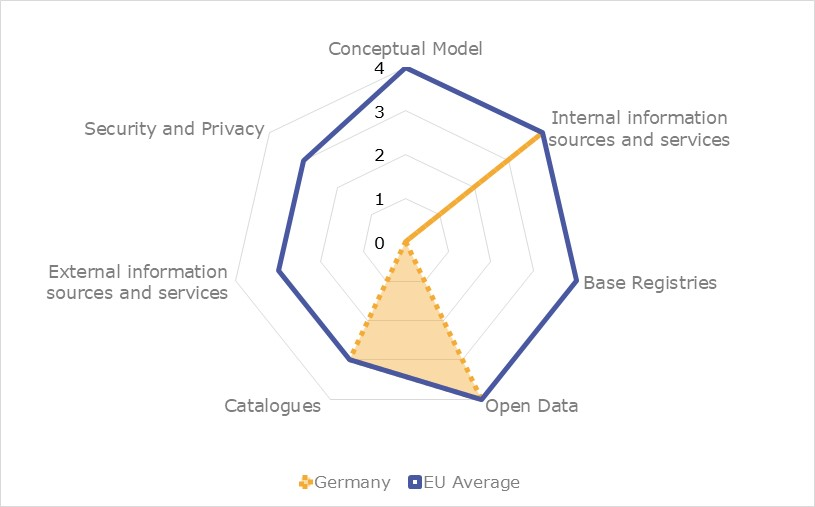 Conceptual Model
4
3
2
1
0
Internal information
sources and services
Security and Privacy
External information
sources and services
Base Registries
Catalogues
Open Data
Germany
EU Average